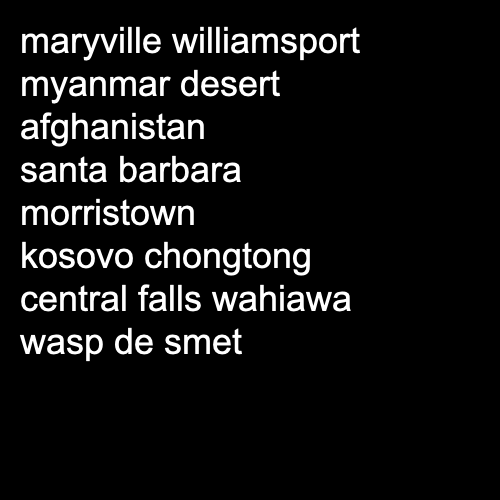 maryville williamsport
myanmar desert
afghanistan
santa barbara
morristown
kosovo chongtong
central falls wahiawa
wasp de smet